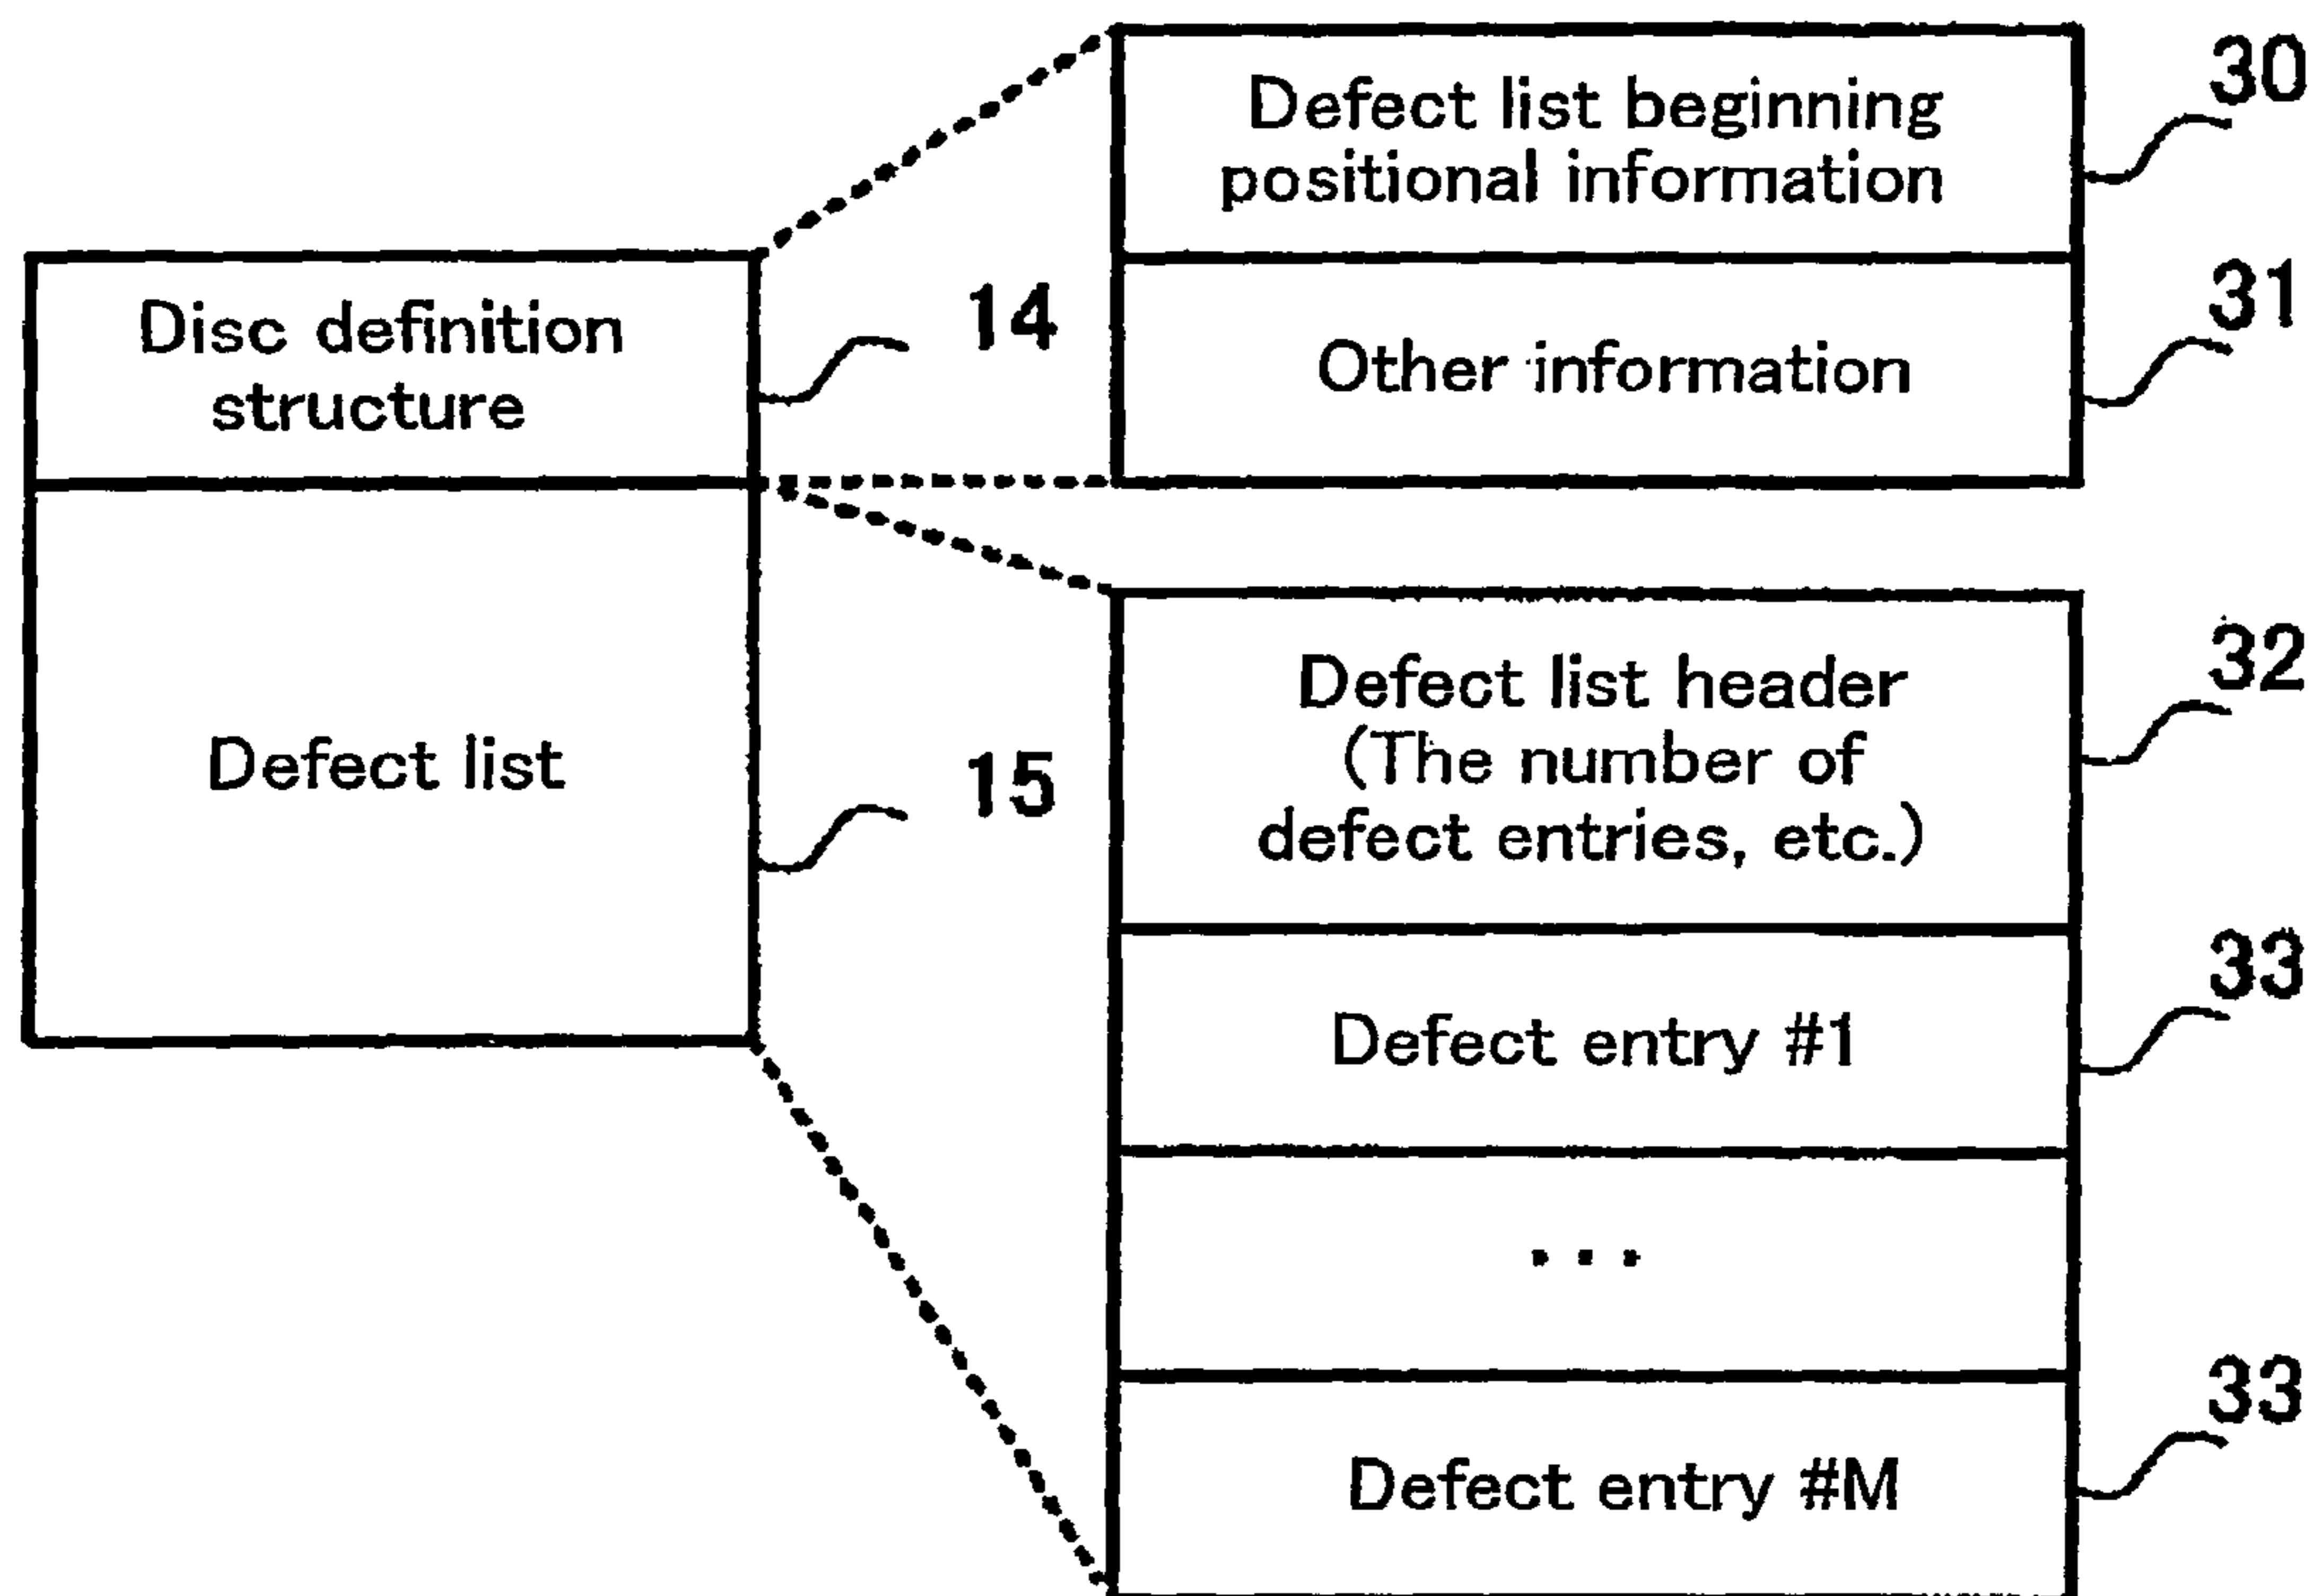 Disc definition
structure
14
Defect list
15
Defect list beginning
positional information
30
Other information
31
Defect list header
(The number of
defect entries, etc.)
32
Defect entry #1
33
...
Defect entry #M
33